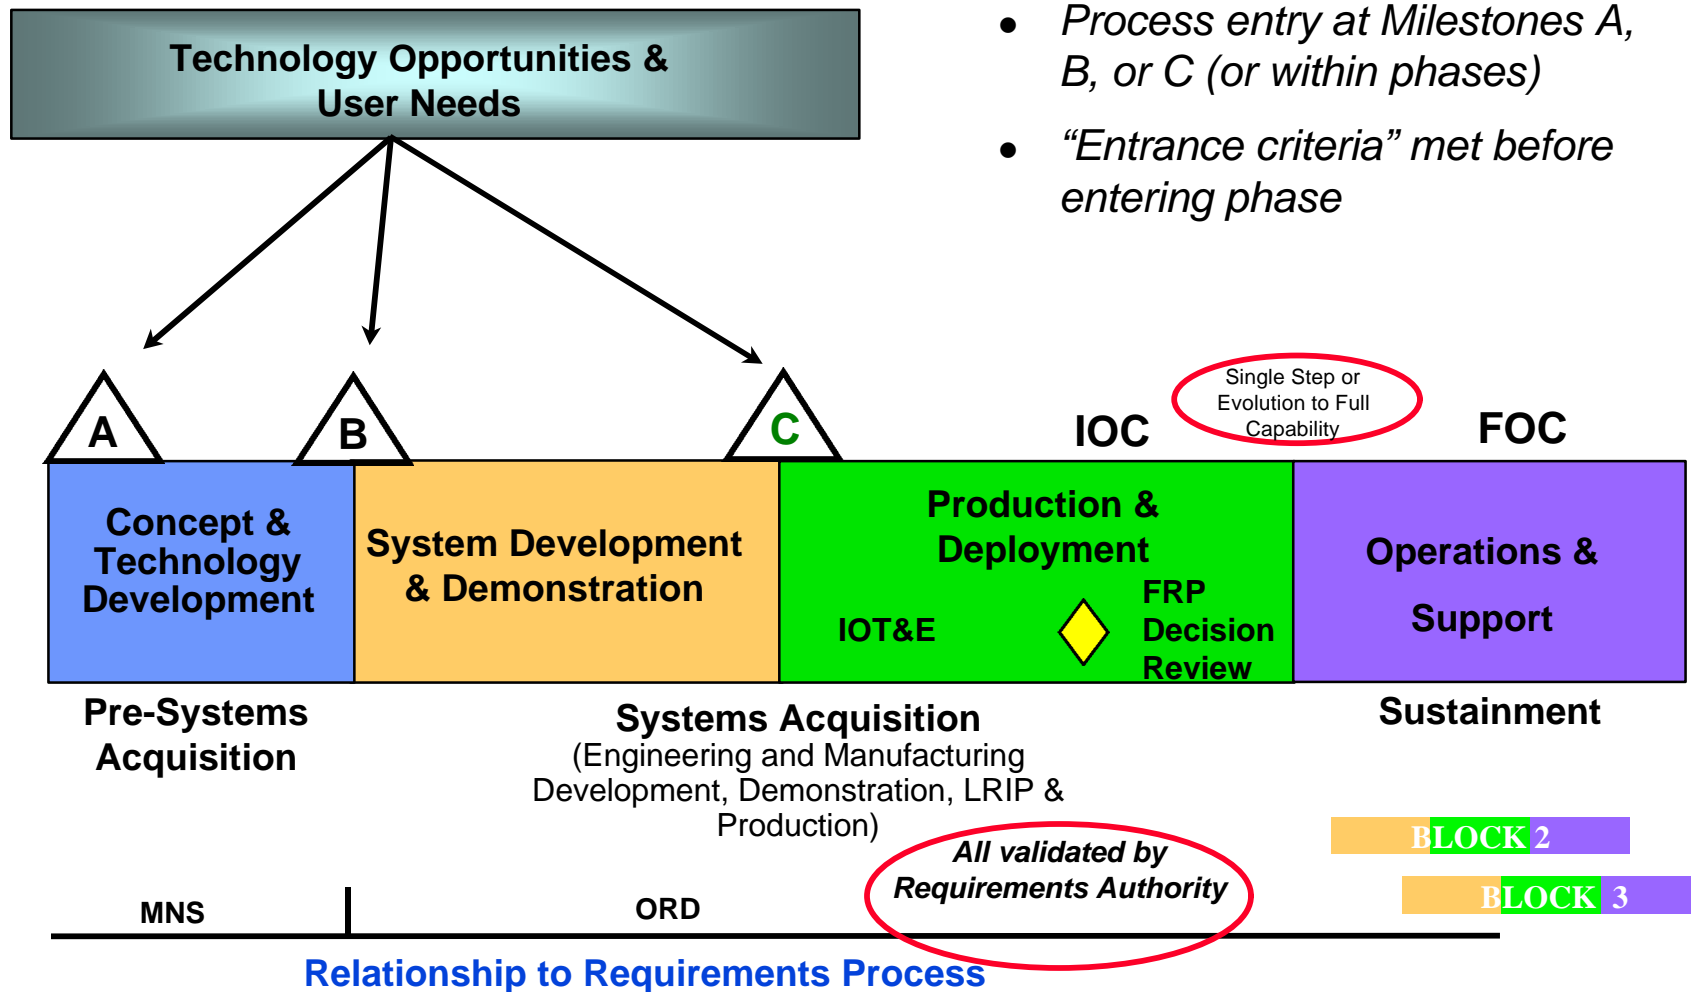 Technology Opportunities &
User Needs
● Process entry at Milestones A,
B, or C (or within phases)
● “Entrance criteria” met before
entering phase
A
B
C
IOC
Single Step or
Evolution to Full
Capability
FOC
Concept &
Technology
Development
System Development
& Demonstration
Production &
Deployment
IOT&E
FRP
Decision
Review
Operations &
Support
Pre-Systems
Acquisition
Systems Acquisition
(Engineering and Manufacturing
Development, Demonstration, LRIP &
Production)
Sustainment
BLOCK 2
BLOCK 3
All validated by
Requirements Authority
MNS
ORD
Relationship to Requirements Process